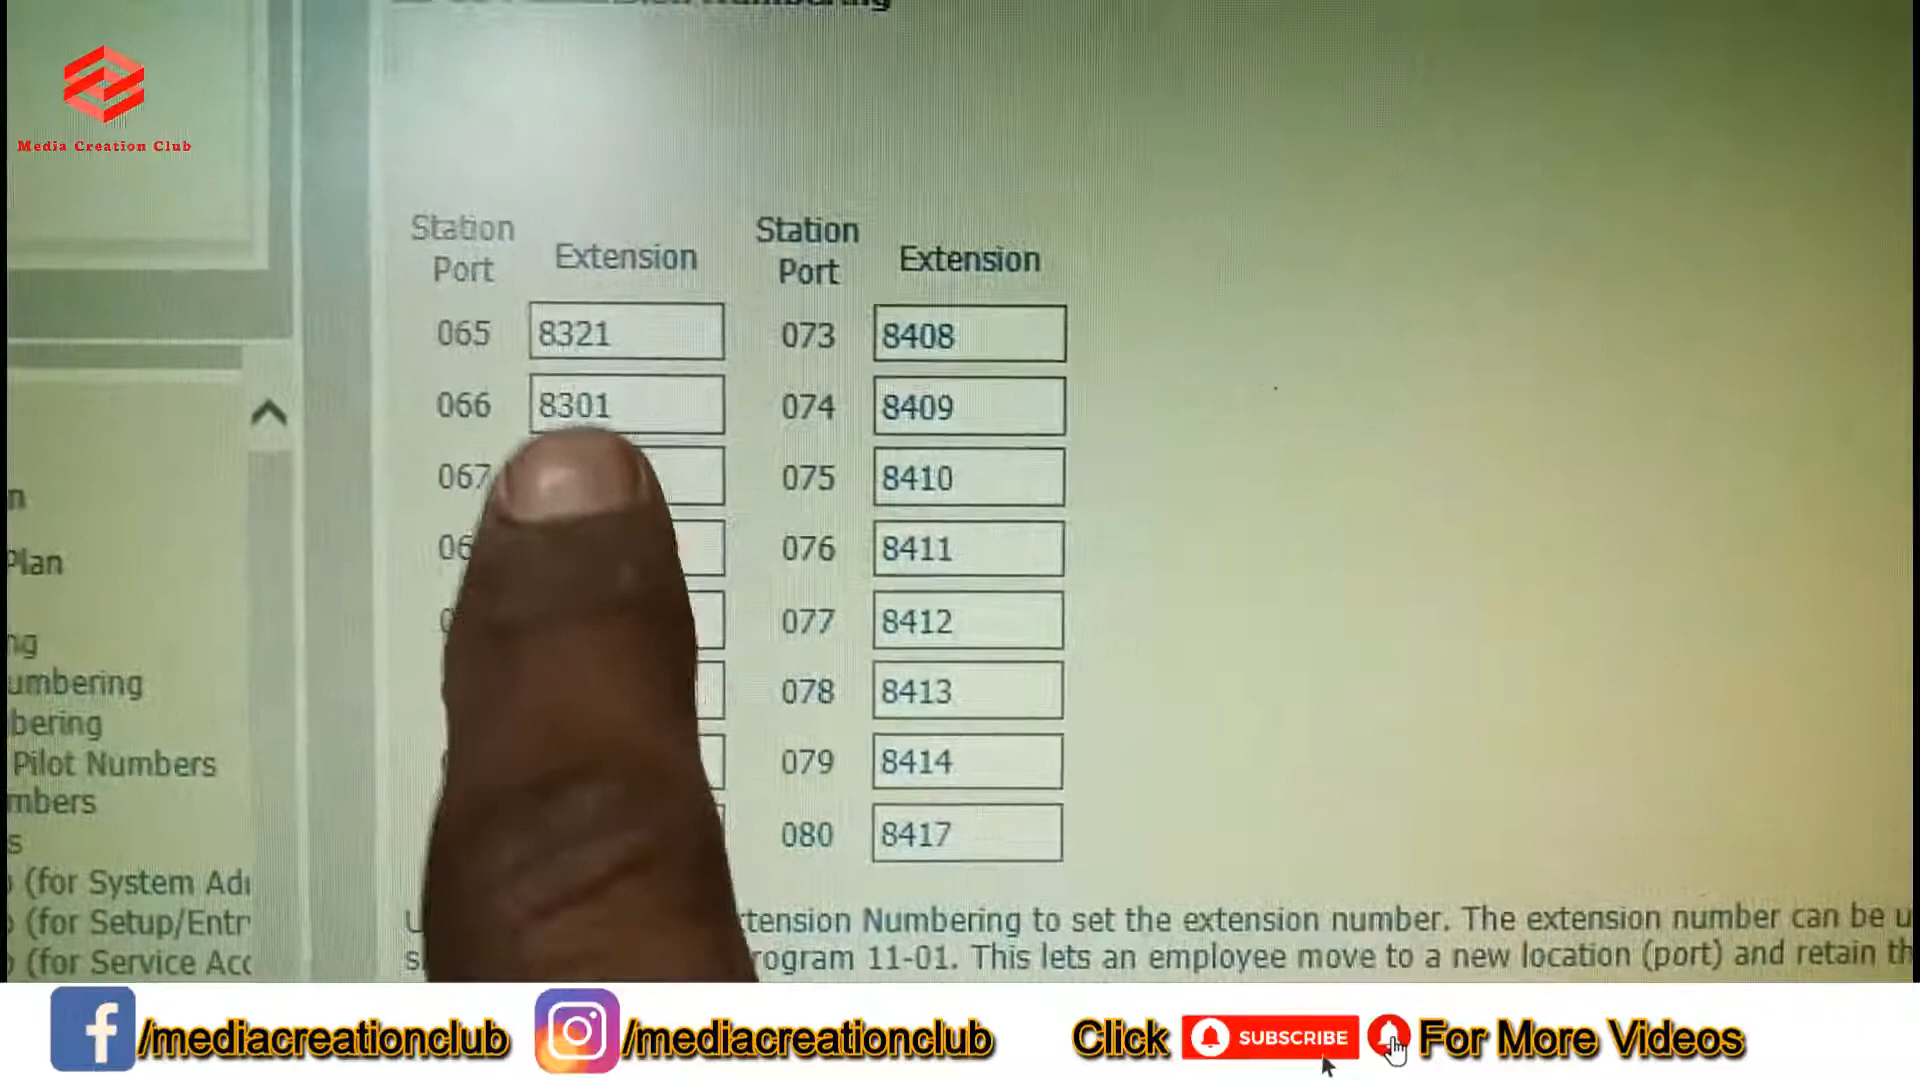 Numbering
Media Creation Club
Station Port Extension Station Port Extension
065 8321 073 8408
066 8301 074 8409
067 075 8410
076 8411
077 8412
078 8413
079 8414
080 8417
Plan
umbering
bering
Pilot Numbers
mbers
(for System Ad
(for Setup/Entr
(for Service Acc
tension Numbering to set the extension number. The extension number can be u
rogram 11-01. This lets an employee move to a new location (port) and retain th
/mediacreationclub /mediacreationclub Click SUBSCRIBE For More Videos